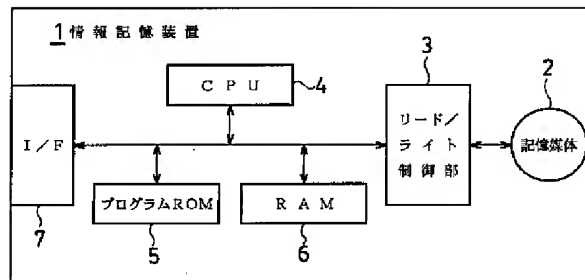 1 情報記憶装置
3
2
CPU
4
I/F
リード/
ライト
制御部
記憶媒体
プログラムROM
RAM
7
5
6